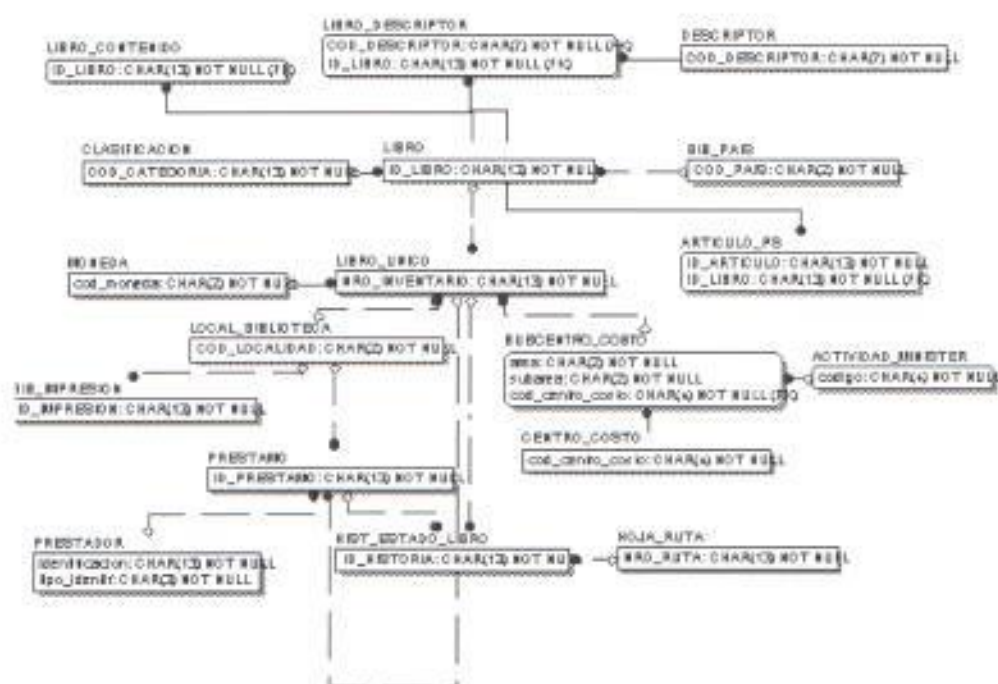 LIBRO_DESCRIPTOR
COD_DESCRIPTOR: CHAR(7) NOT NULL (FK)
ID_LIBRO: CHAR(13) NOT NULL (FK)
DESCRIPTOR
COD_DESCRIPTOR: CHAR(7) NOT NULL
LIBRO_CONTENIDO
ID_LIBRO: CHAR(13) NOT NULL (FK)
CLASIFICACION
COD_CATEGORIA: CHAR(13) NOT NULL
LIBRO
ID_LIBRO: CHAR(13) NOT NULL
BIB_PAIS
COD_PAIS: CHAR(2) NOT NULL
ARTICULO_PS
ID_ARTICULO: CHAR(13) NOT NULL
ID_LIBRO: CHAR(13) NOT NULL (FK)
MONEDA
cod_moneda: CHAR(2) NOT NU
LIBRO_UNICO
NRO_INVENTARIO: CHAR(13) NOT NULL
LOCAL_BIBLIOTECA
COD_LOCALIDAD: CHAR(2) NOT NULL
SUBCENTRO_COSTO
area: CHAR(2) NOT NULL
subarea: CHAR(2) NOT NULL
cod_centro_costo: CHAR(4) NOT NULL (FK)
ACTIVIDAD_MINISTER
codigo: CHAR(4) NOT NULL
BIB_IMPRESION
ID_IMPRESION: CHAR(13) NOT NULL
CENTRO_COSTO
cod_centro_costo: CHAR(4) NOT NULL
PRESTAMO
ID_PRESTAMO: CHAR(13) NOT NULL
PRESTADOR
identificacion: CHAR(13) NOT NULL
tipo_identif: CHAR(2) NOT NULL
HIST_ESTADO_LIBRO
ID_HISTORIA: CHAR(13) NOT NU
HOJA_RUTA
NRO_RUTA: CHAR(13) NOT NULL